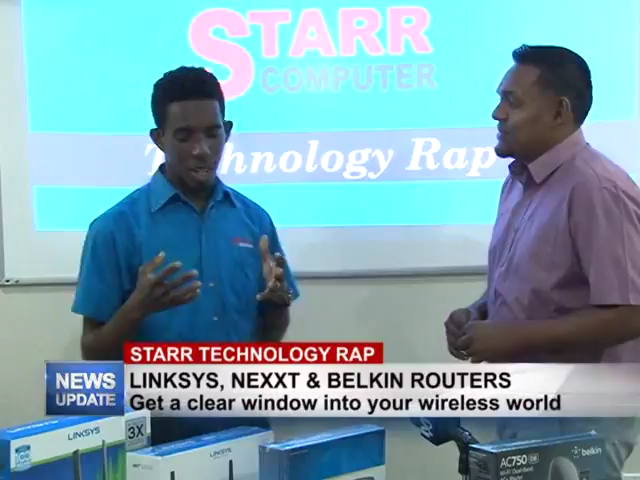 STARR
COMPUTER
Technology Rap
STARR TECHNOLOGY RAP
NEWS
UPDATE
LINKSYS, NEXXT & BELKIN ROUTERS
Get a clear window into your wireless world
LINKSYS
3X
LINKSYS
AC750
belkin